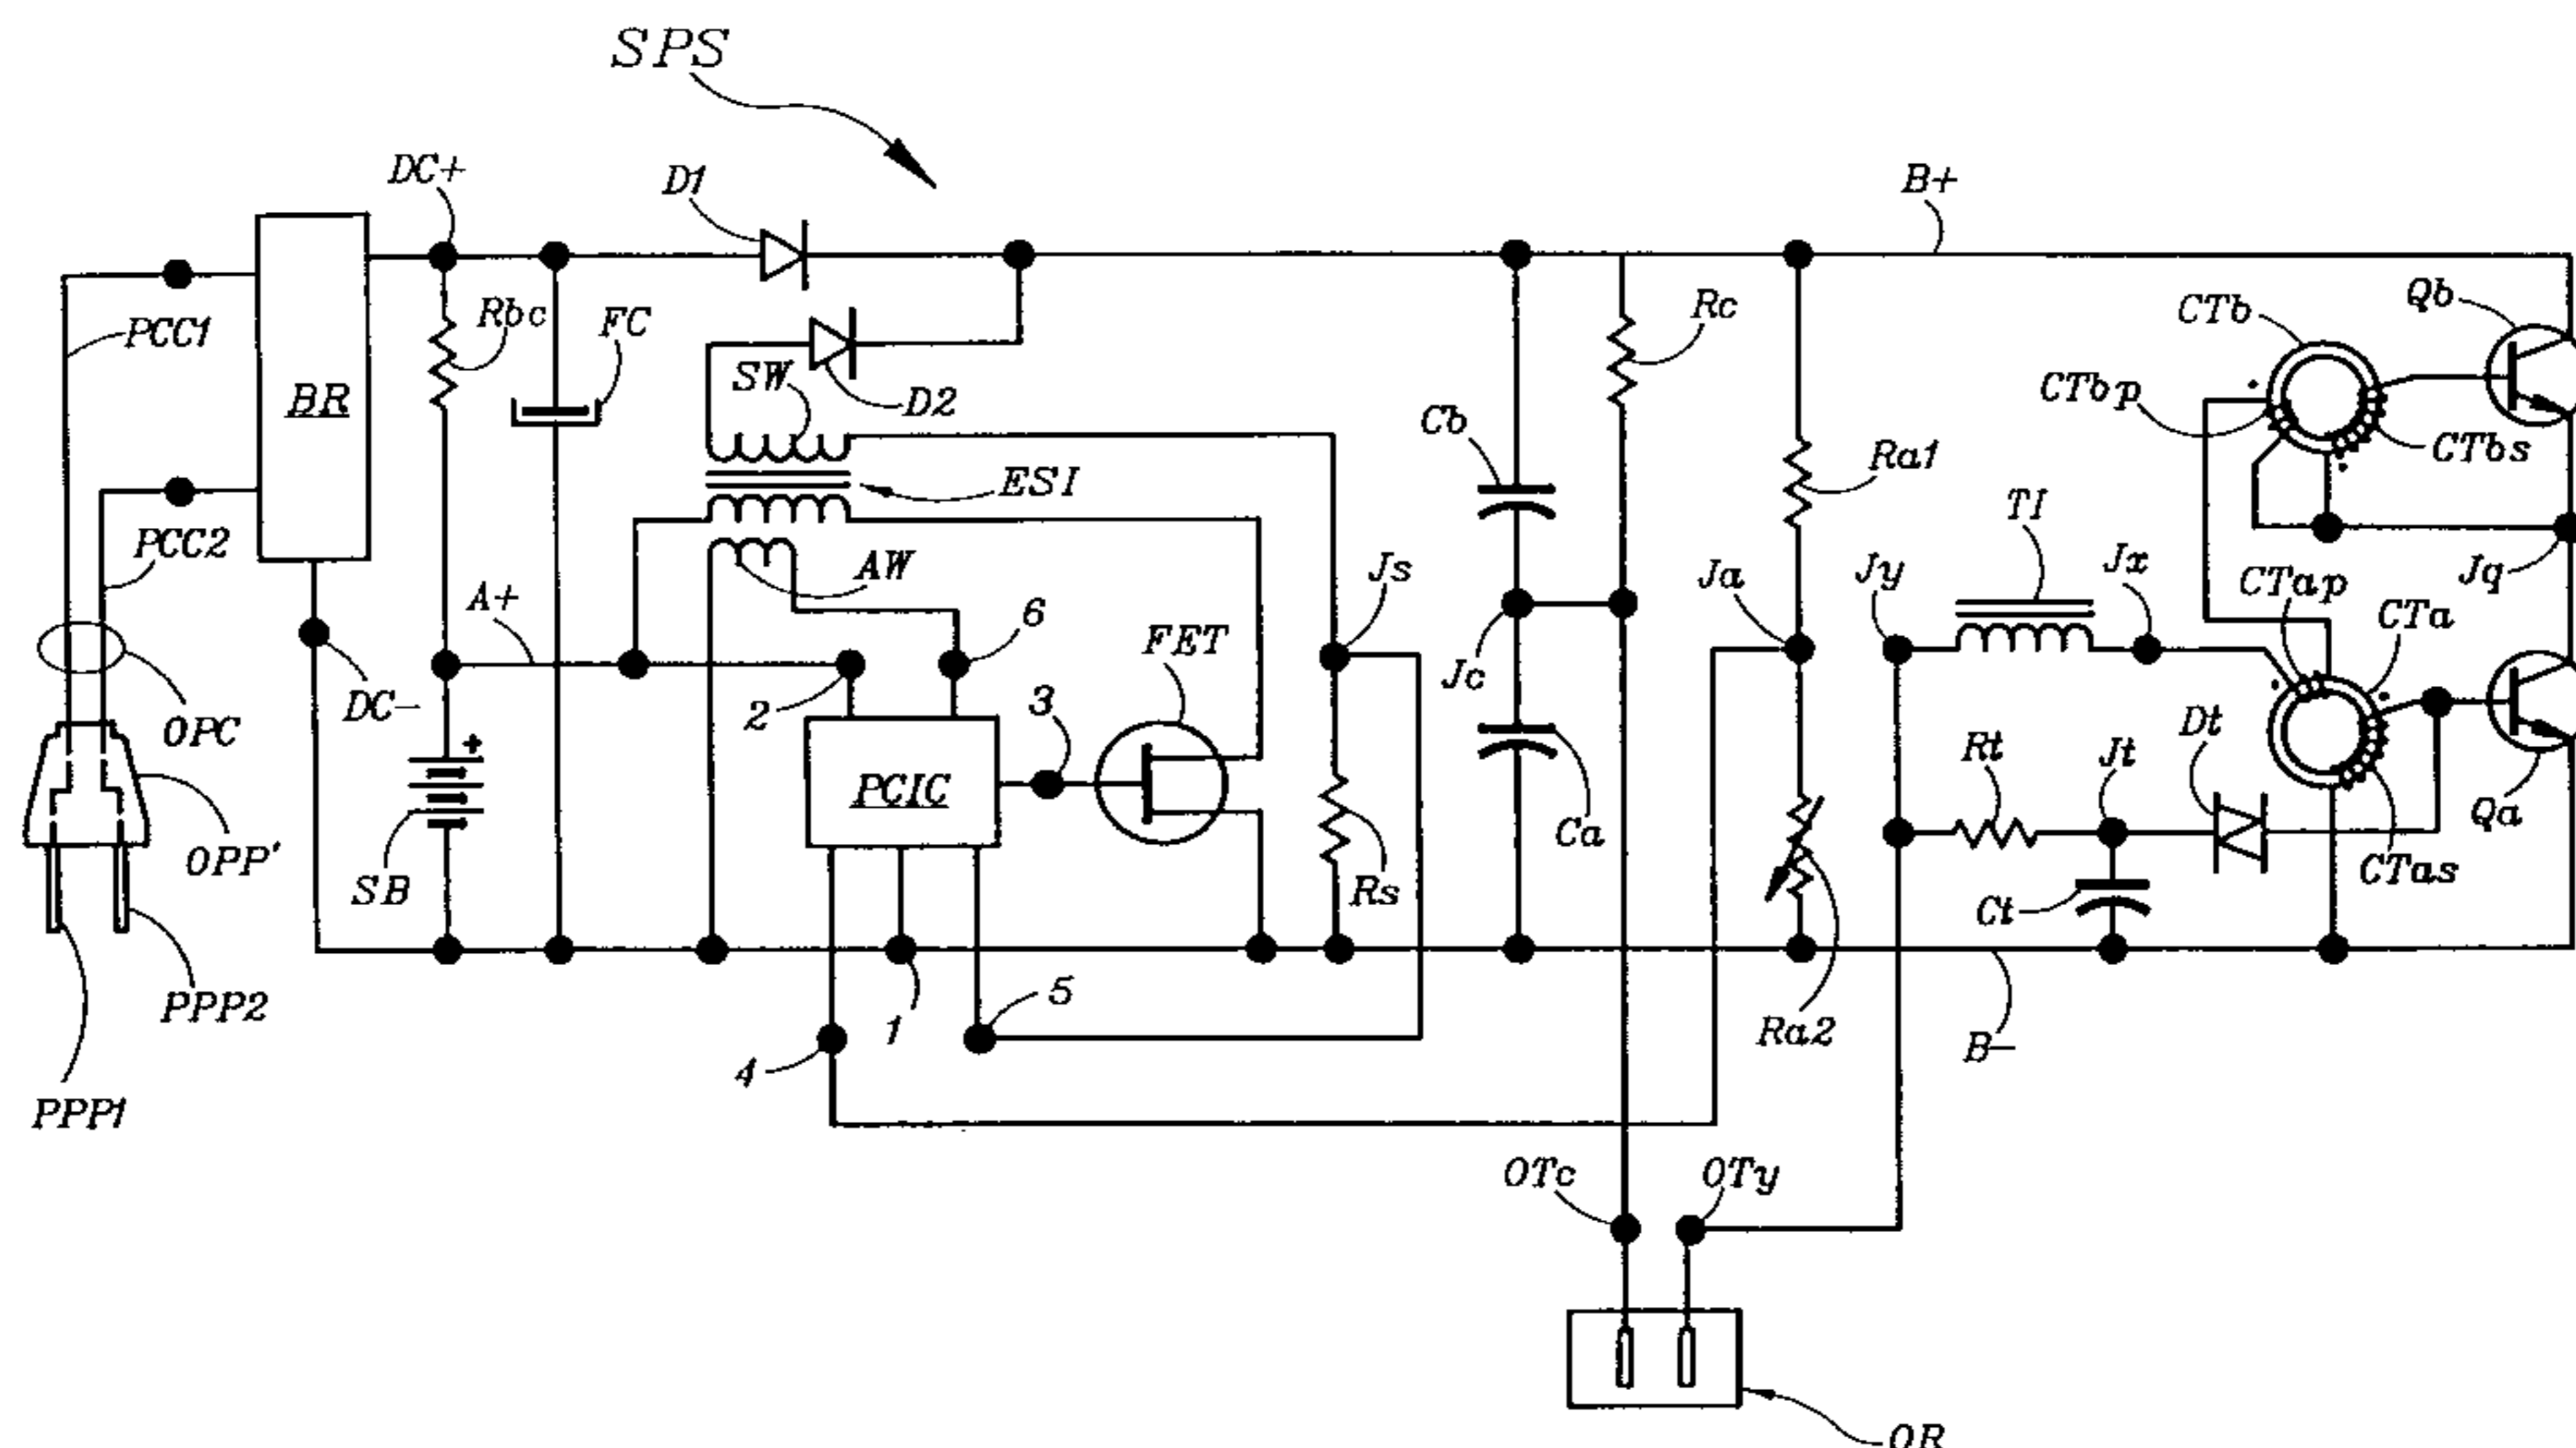 SPS
DC+
D1
B+
PCC1
Rbc
FC
SW
D2
Rc
CTb
Qb
BR
CTbp
Cb
Ra1
CTbs
ESI
TI
PCC2
AW
Js
Ja
Jy
Jx
Jq
A+
6
CTap
CTa
FET
Jc
OPC
DC-
2
3
Rt
Jt
Dt
PCIC
Qa
OPP'
Ca
SB
Rs
CTas
Ct
PPP2
1
5
Ra2
B-
4
PPP1
OTc
OTy
OR